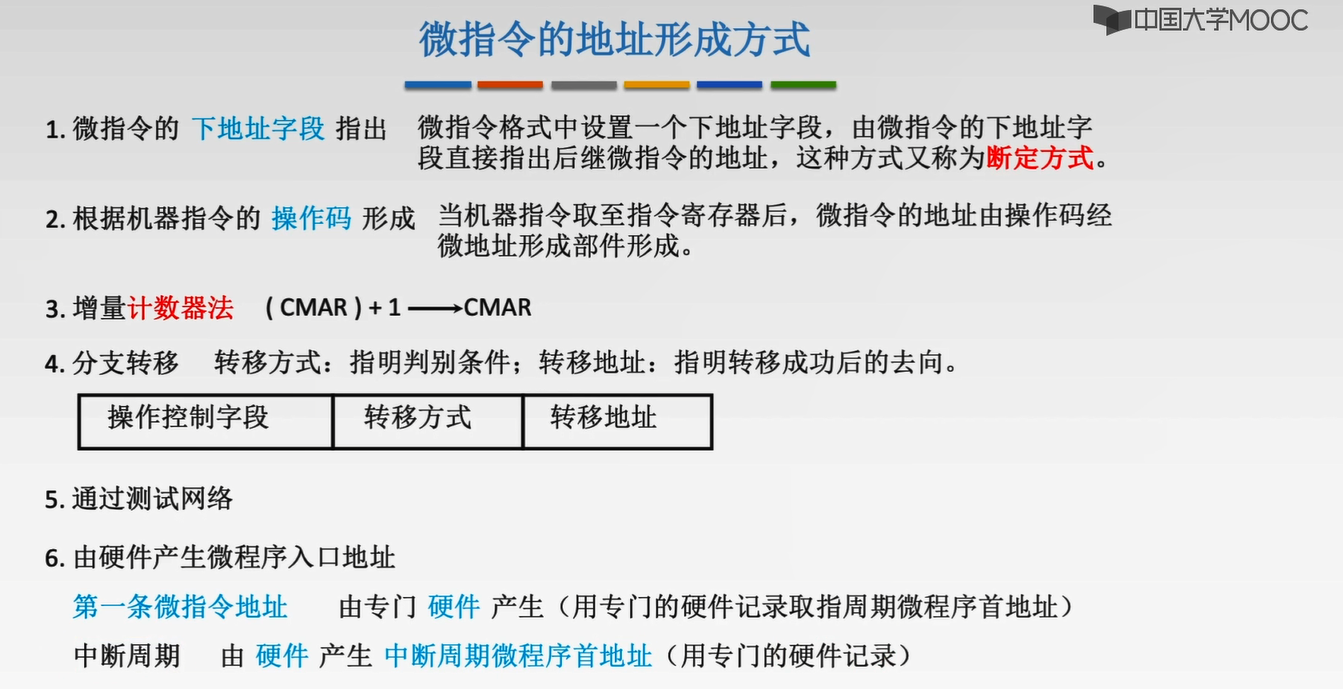 中国大学MOOC
微指令的地址形成方式
1. 微指令的 下地址字段 指出
微指令格式中设置一个下地址字段，由微指令的下地址字
段直接指出后继微指令的地址，这种方式又称为断定方式。
2. 根据机器指令的 操作码 形成
当机器指令取至指令寄存器后，微指令的地址由操作码经
微地址形成部件形成。
3. 增量计数器法 ( CMAR ) + 1 ⟶ CMAR
4. 分支转移 转移方式：指明判别条件；转移地址：指明转移成功后的去向。
操作控制字段 转移方式 转移地址
5. 通过测试网络
6. 由硬件产生微程序入口地址
第一条微指令地址 由专门 硬件 产生（用专门的硬件记录取指周期微程序首地址）
中断周期 由 硬件 产生 中断周期微程序首地址（用专门的硬件记录）